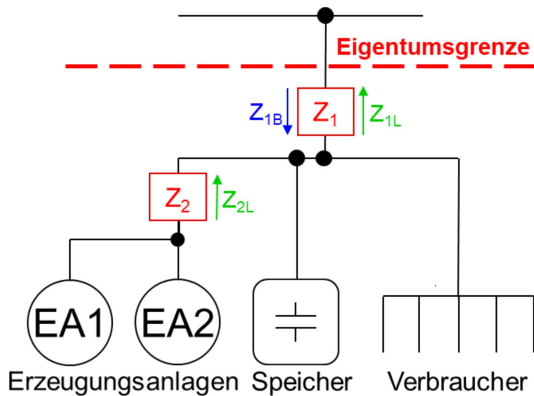 Eigentumsgrenze
Z1B Z1 Z1L
Z2 Z2L
EA1 EA2
Erzeugungsanlagen Speicher Verbraucher